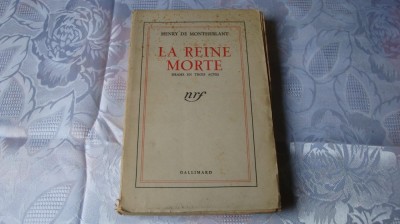 HENRY DE MONTHERLANT
LA REINE
MORTE
DRAME EN TROIS ACTES
nrf
GALLIMARD